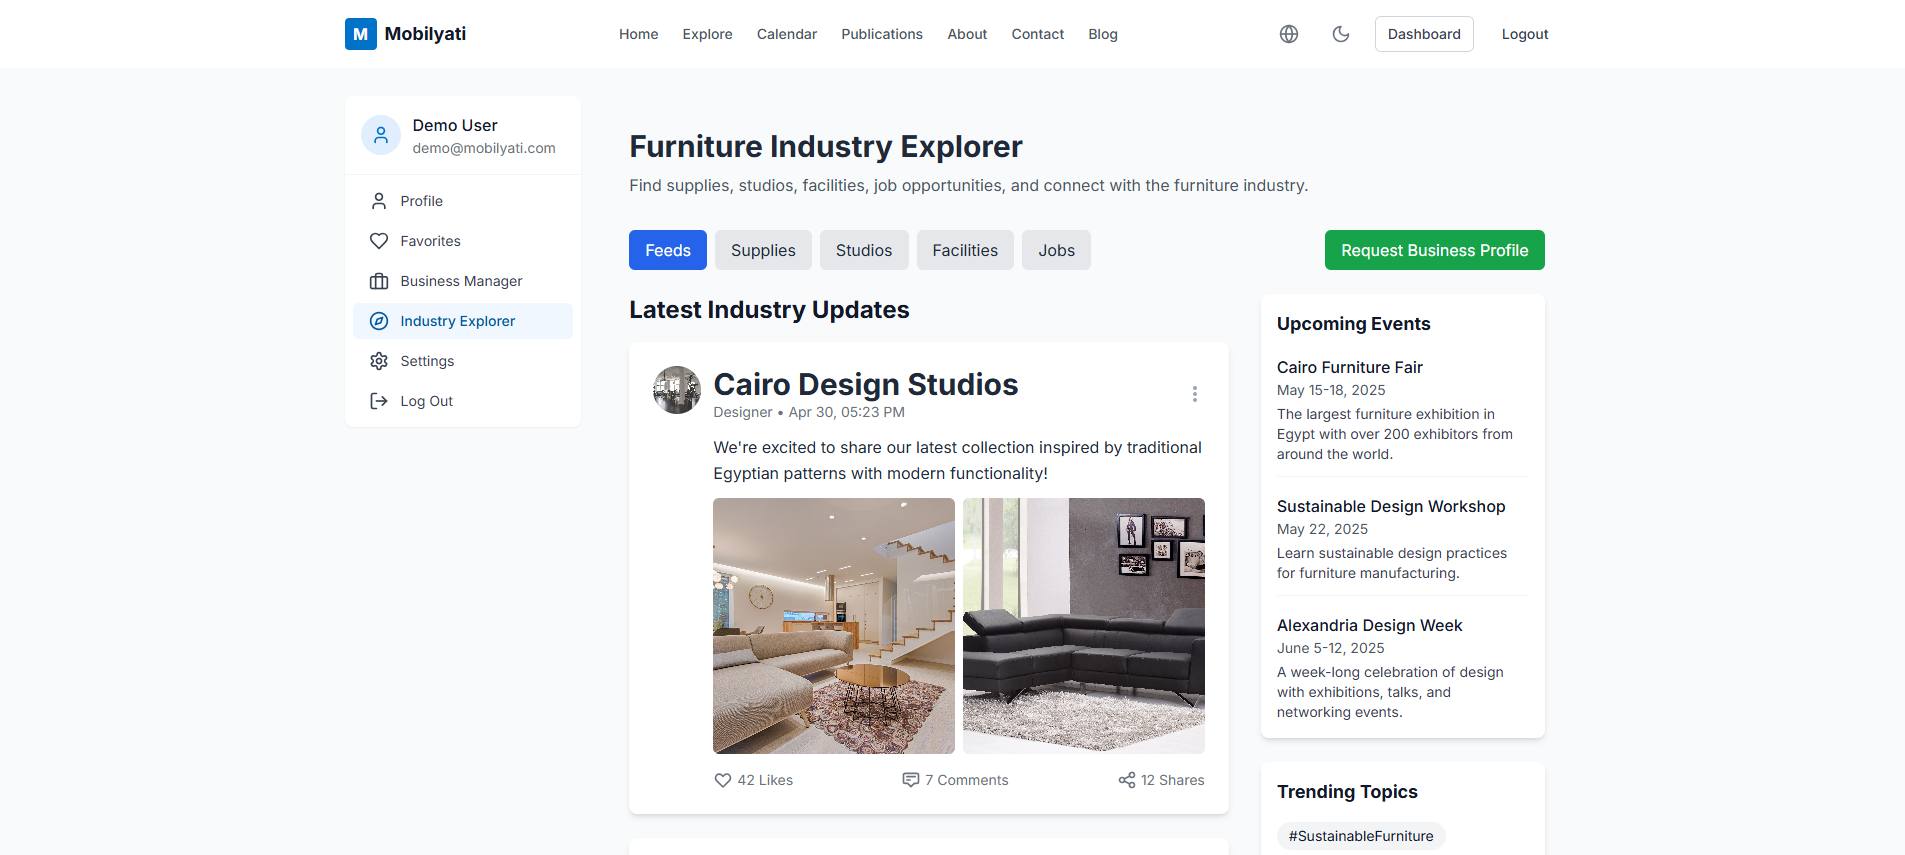 M Mobilyati
Home Explore Calendar Publications About Contact Blog
Dashboard Logout
Demo User
demo@mobilyati.com
Profile
Favorites
Business Manager
Industry Explorer
Settings
Log Out
Furniture Industry Explorer
Find supplies, studios, facilities, job opportunities, and connect with the furniture industry.
Feeds Supplies Studios Facilities Jobs
Request Business Profile
Latest Industry Updates
Cairo Design Studios
Designer • Apr 30, 05:23 PM
We're excited to share our latest collection inspired by traditional
Egyptian patterns with modern functionality!
42 Likes 7 Comments 12 Shares
Upcoming Events
Cairo Furniture Fair
May 15-18, 2025
The largest furniture exhibition in
Egypt with over 200 exhibitors from
around the world.
Sustainable Design Workshop
May 22, 2025
Learn sustainable design practices
for furniture manufacturing.
Alexandria Design Week
June 5-12, 2025
A week-long celebration of design
with exhibitions, talks, and
networking events.
Trending Topics
#SustainableFurniture